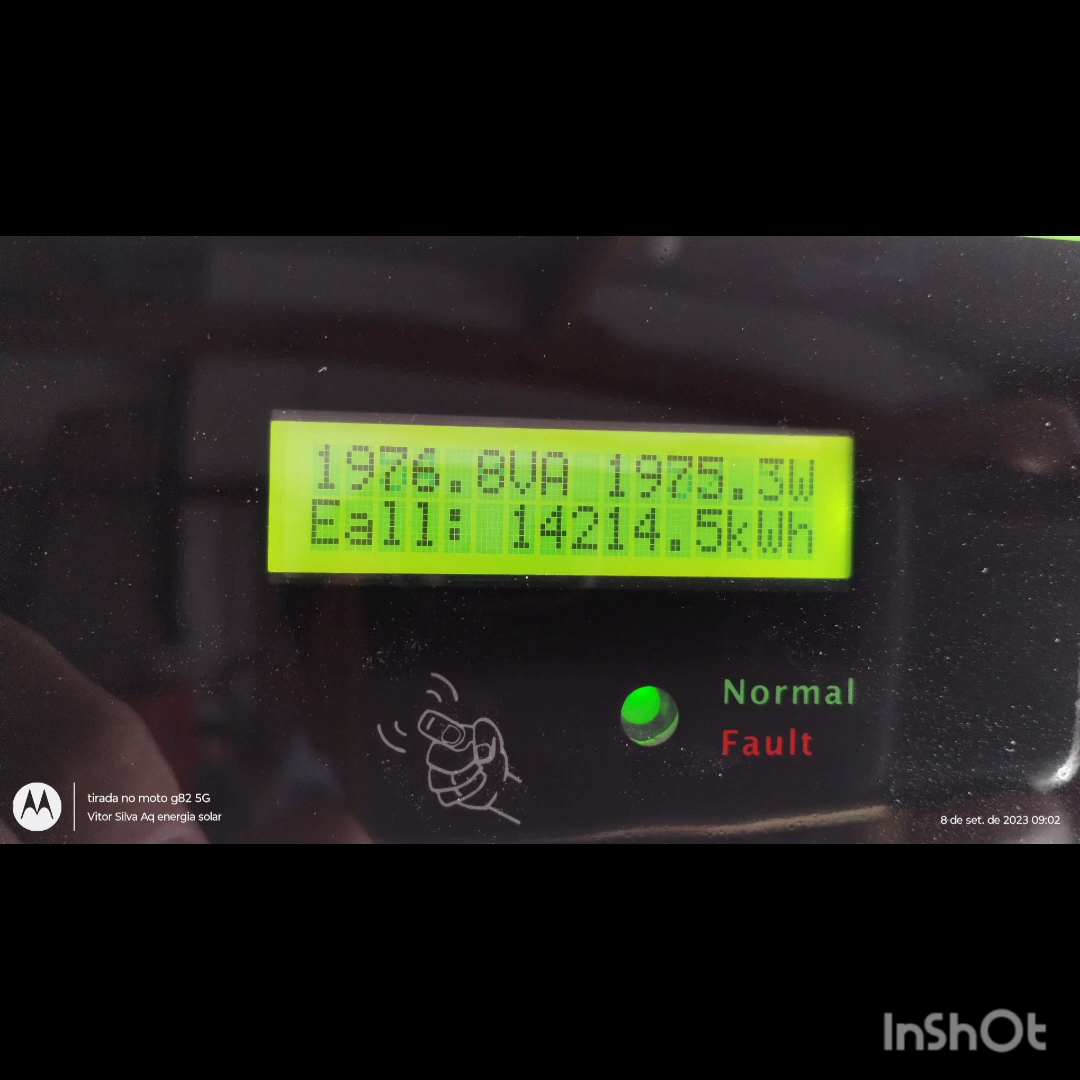 1976.8VA 1975.3W
Eall: 14214.5kWh
Normal
Fault
tirada no moto g82 5G
Vitor Silva Aq energia solar
8 de set. de 2023 09:02
InShOt